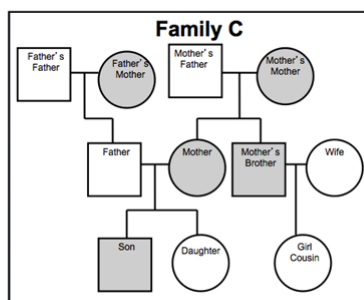 Family C
Father's
Father
Father's
Mother
Mother's
Father
Mother's
Mother
Father
Mother
Mother's
Brother
Wife
Son
Daughter
Girl
Cousin